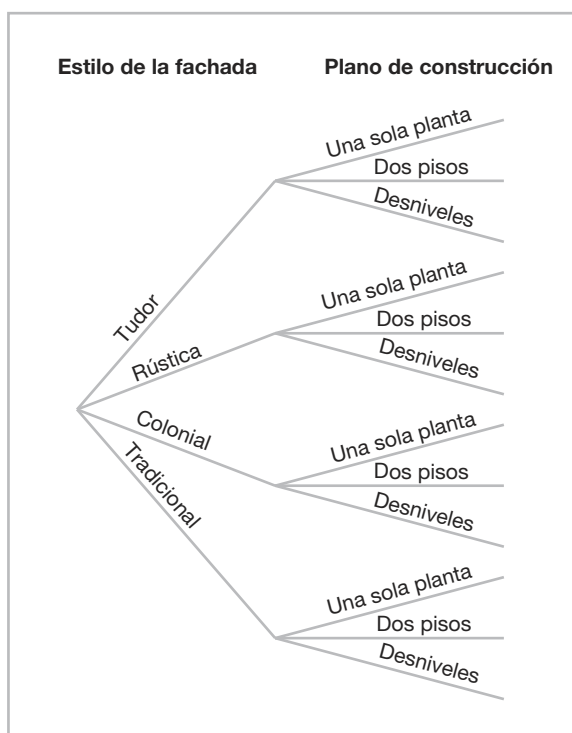 Estilo de la fachada
Plano de construcción
Tudor
Una sola planta
Dos pisos
Desniveles
Rústica
Una sola planta
Dos pisos
Desniveles
Colonial
Una sola planta
Dos pisos
Desniveles
Tradicional
Una sola planta
Dos pisos
Desniveles